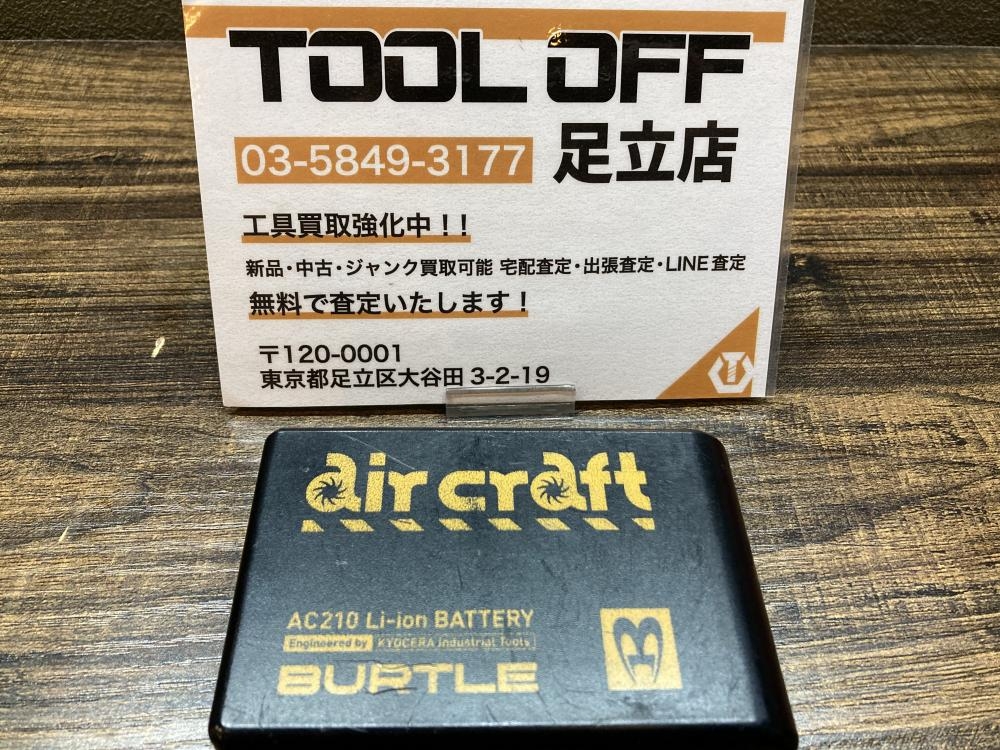 TOOL OFF
03-5849-3177 足立店
工具買取強化中!!
新品・中古・ジャンク買取可能 宅配査定・出張査定・LINE査定
無料で査定いたします!
〒120-0001
東京都足立区大谷田3-2-19
air craft
AC210 Li-ion BATTERY
Engineered by KYOCERA Industrial Tools
BURTLE